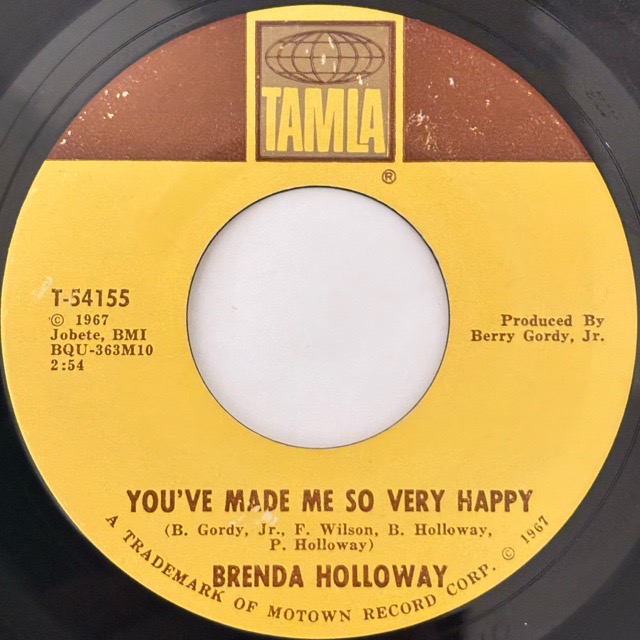 TAMLA
®
T-54155
© 1967
Jobete, BMI
BQU-363M10
2:54
Produced By
Berry Gordy, Jr.
YOU'VE MADE ME SO VERY HAPPY
(B. Gordy, Jr., F. Wilson, B. Holloway,
P. Holloway)
BRENDA HOLLOWAY
A TRADEMARK OF MOTOWN RECORD CORP. © 1967